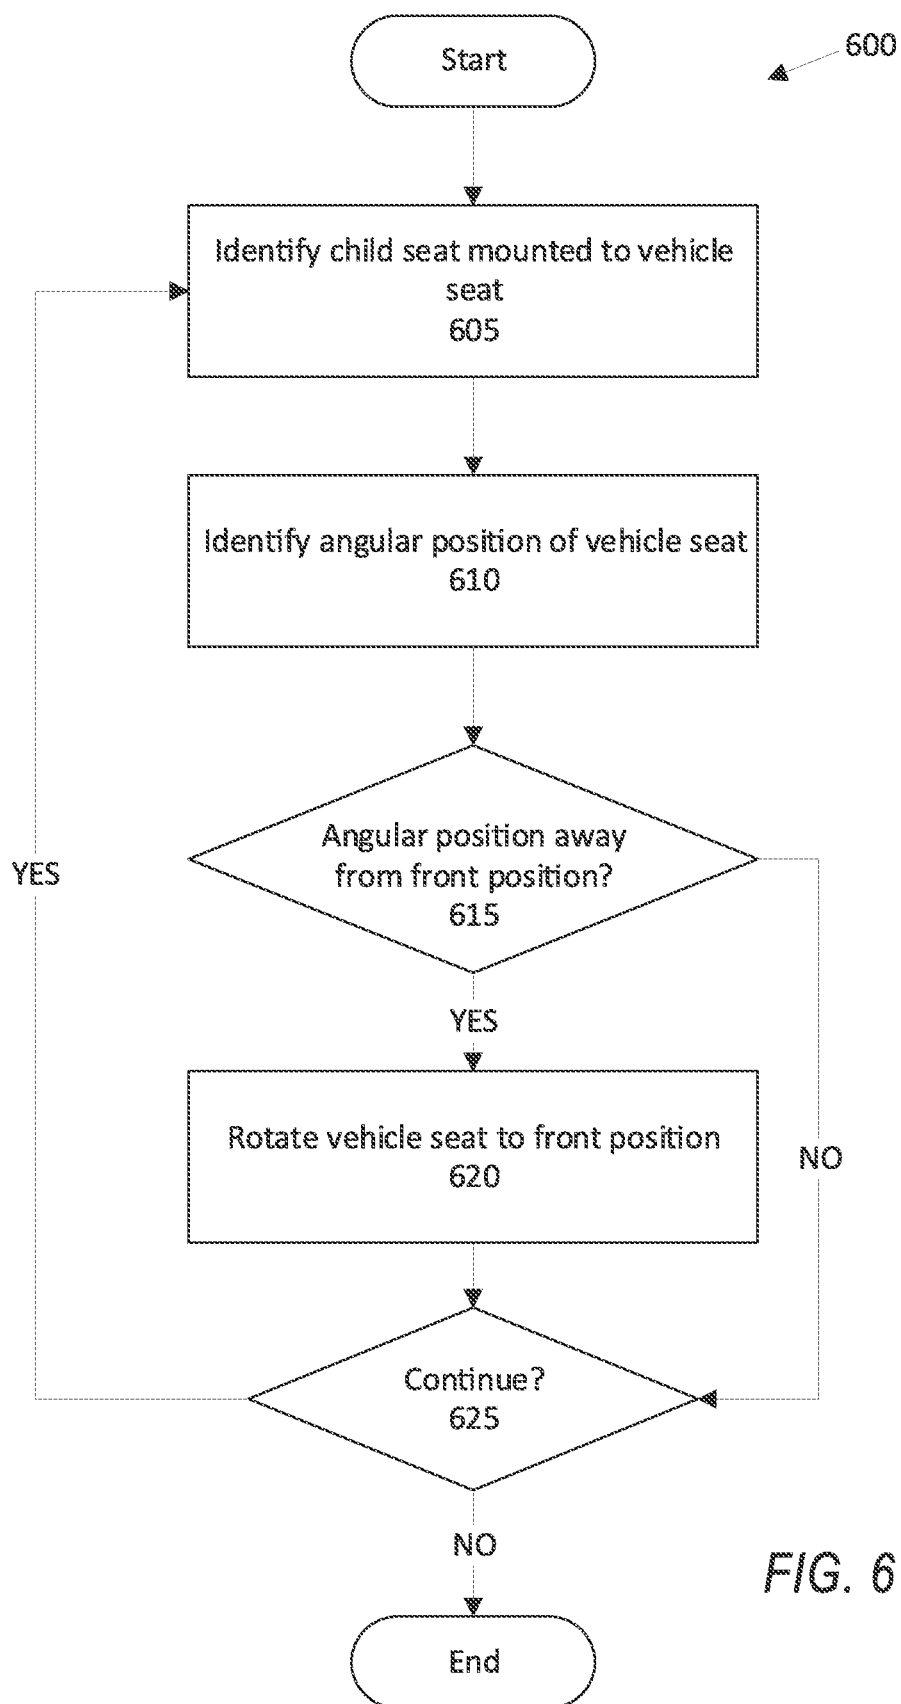 Start
600
Identify child seat mounted to vehicle
seat
605
Identify angular position of vehicle seat
610
Angular position away
from front position?
615
YES
YES
Rotate vehicle seat to front position
620
NO
Continue?
625
NO
FIG. 6
End